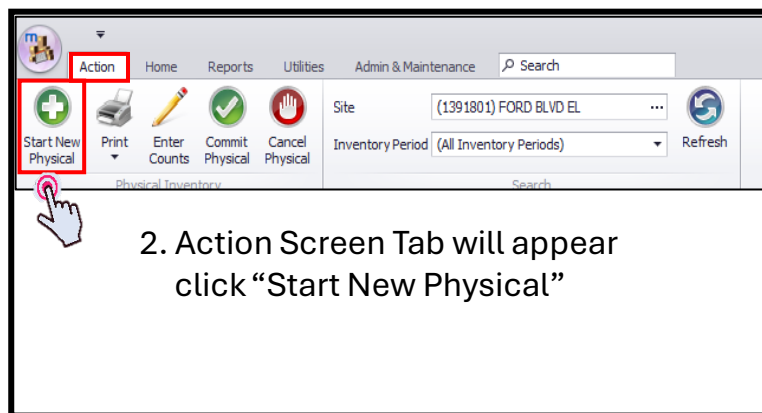 m
Action Home Reports Utilities Admin & Maintenance Search
Start New Physical
Print
Enter Counts
Commit Physical
Cancel Physical
Site (1391801) FORD BLVD EL ...
Inventory Period (All Inventory Periods)
Refresh
Physical Inventory
Search
2. Action Screen Tab will appear
click “Start New Physical”